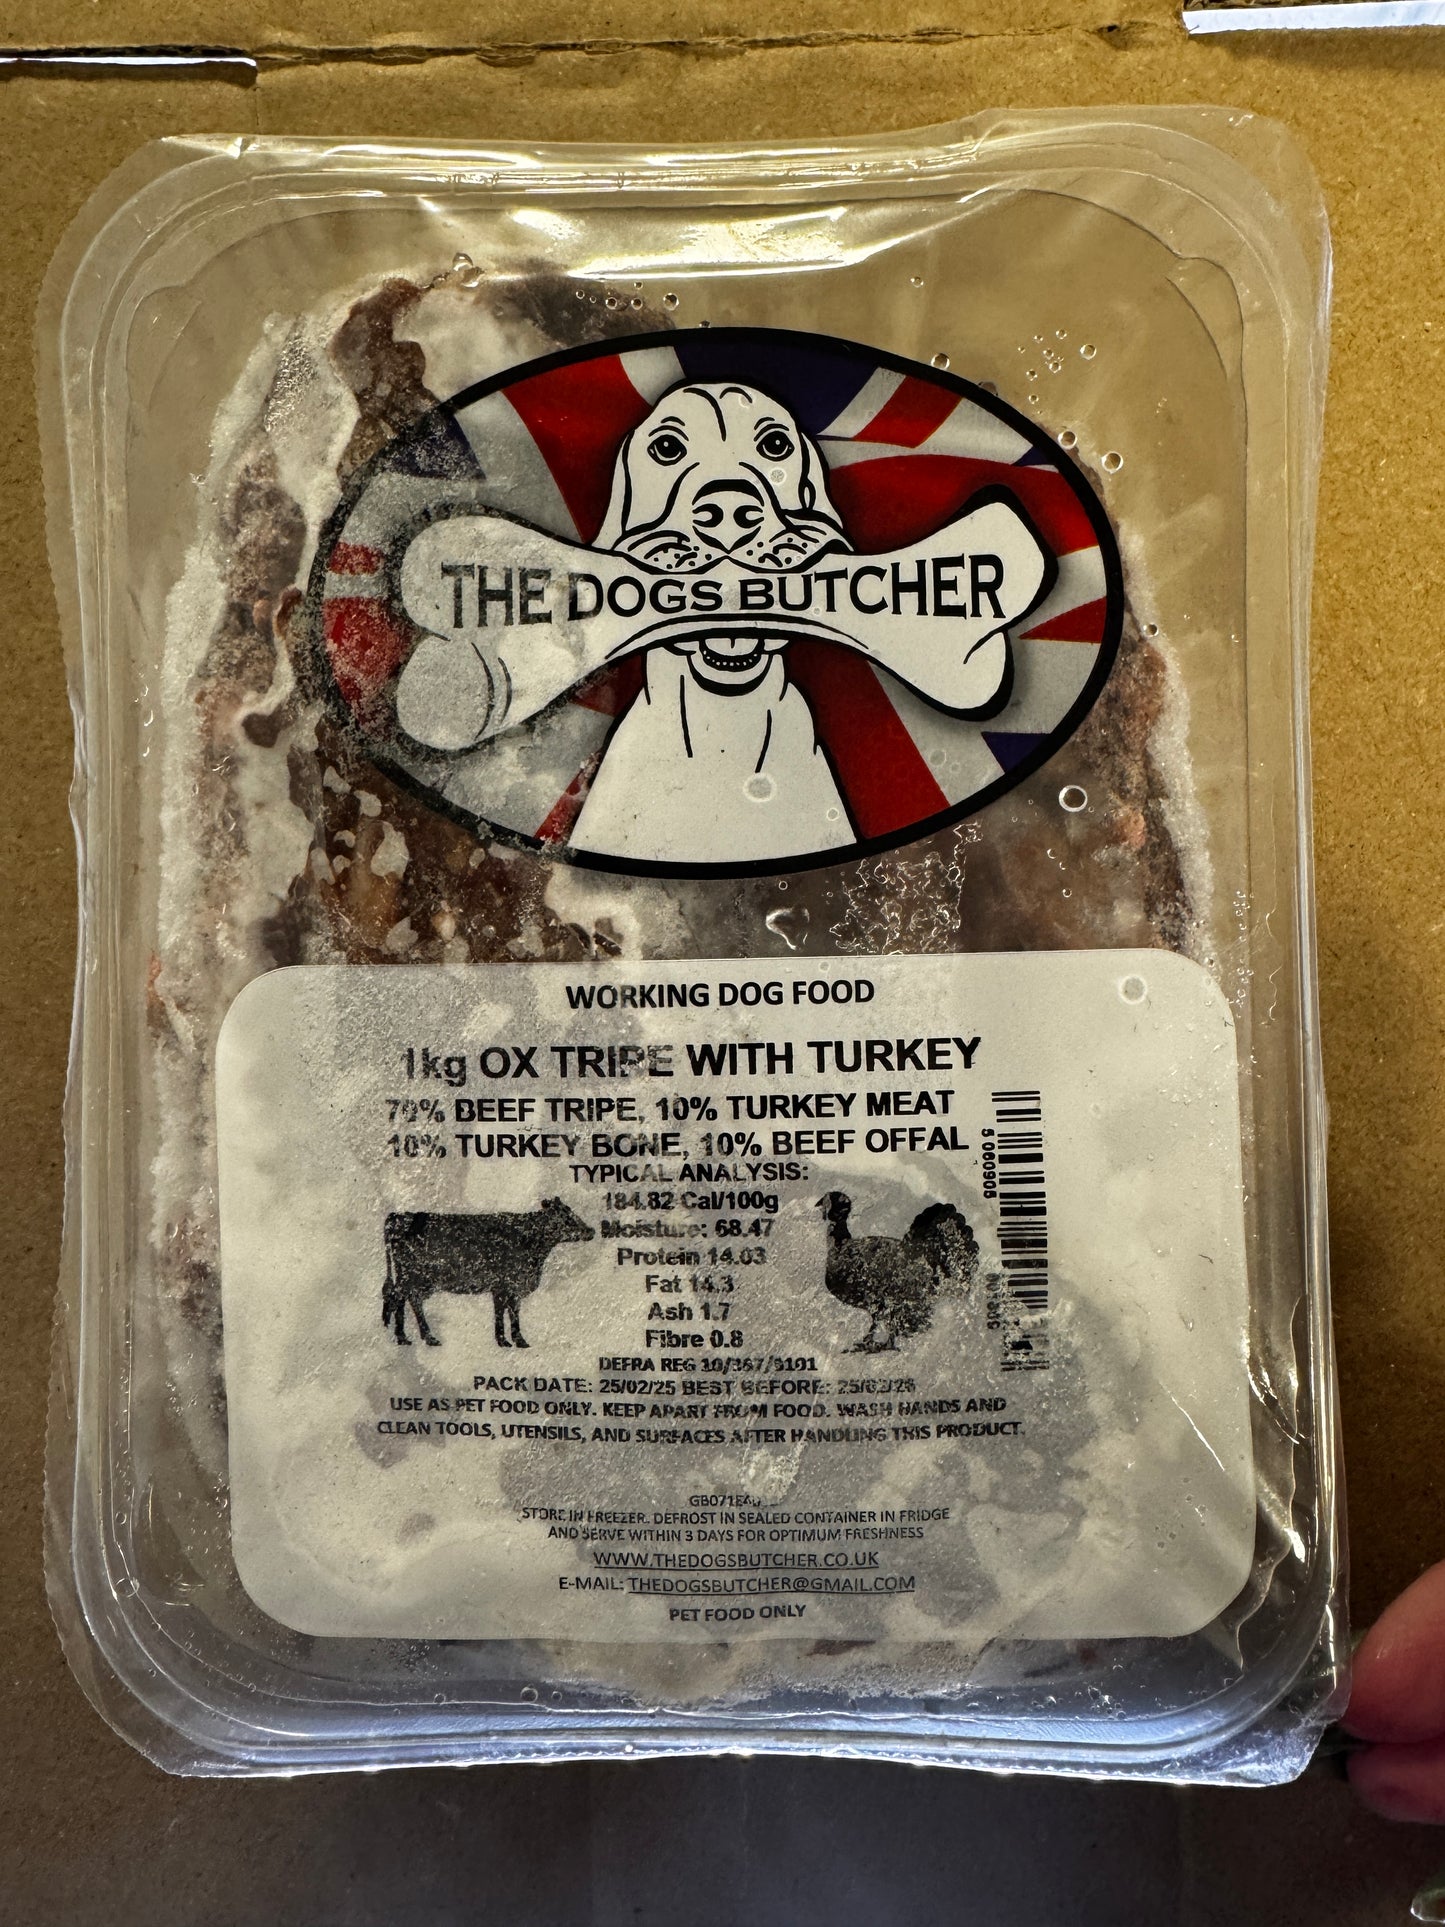 THE DOGS BUTCHER
WORKING DOG FOOD
1kg OX TRIPE WITH TURKEY
70% BEEF TRIPE, 10% TURKEY MEAT
10% TURKEY BONE, 10% BEEF OFFAL
TYPICAL ANALYSIS:
184.82 Cal/100g
Moisture: 68.47
Protein 14.03
Fat 14.3
Ash 1.7
Fibre 0.8
5 060905
DEFRA REG
PACK DATE: 25/02/25 BEST BEFORE:
USE AS PET FOOD ONLY. KEEP APART FROM FOOD. WASH HANDS AND
CLEAN TOOLS, UTENSILS, AND SURFACES AFTER HANDLING THIS PRODUCT.
STORE IN FREEZER. DEFROST IN SEALED CONTAINER IN FRIDGE
AND SERVE WITHIN 3 DAYS FOR OPTIMUM FRESHNESS
WWW.THEDOGSBUTCHER.CO.UK
E-MAIL: THEDOGSBUTCHER@GMAIL.COM
PET FOOD ONLY